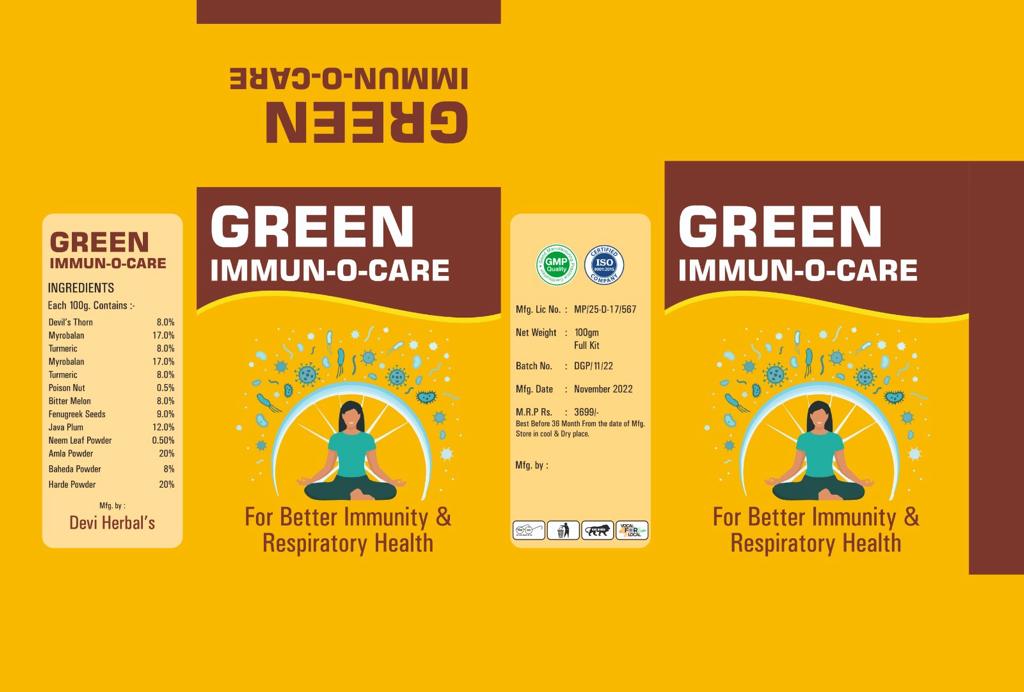 IMMUN-O-CARE
GREEN
GREEN
IMMUN-O-CARE
INGREDIENTS
Each 100g. Contains :-
Devil's Thorn 8.0%
Myrobalan 17.0%
Turmeric 8.0%
Myrobalan 17.0%
Turmeric 8.0%
Poison Nut 0.5%
Bitter Melon 8.0%
Fenugreek Seeds 9.0%
Java Plum 12.0%
Neem Leaf Powder 0.50%
Amla Powder 20%
Baheda Powder 8%
Harde Powder 20%
Mfg. by :
Devi Herbal's
GREEN
IMMUN-O-CARE
For Better Immunity &
Respiratory Health
GMP
Quality
CERTIFIED
ISO
9001:2015
COMPANY
Mfg. Lic No. : MP/25-D-17/567
Net Weight : 100gm
Full Kit
Batch No. : DGP/11/22
Mfg. Date : November 2022
M.R.P Rs. : 3699/-
Best Before 36 Month From the date of Mfg.
Store in cool & Dry place.
Mfg. by :
VOCAL
FOR
LOCAL
GREEN
IMMUN-O-CARE
For Better Immunity &
Respiratory Health